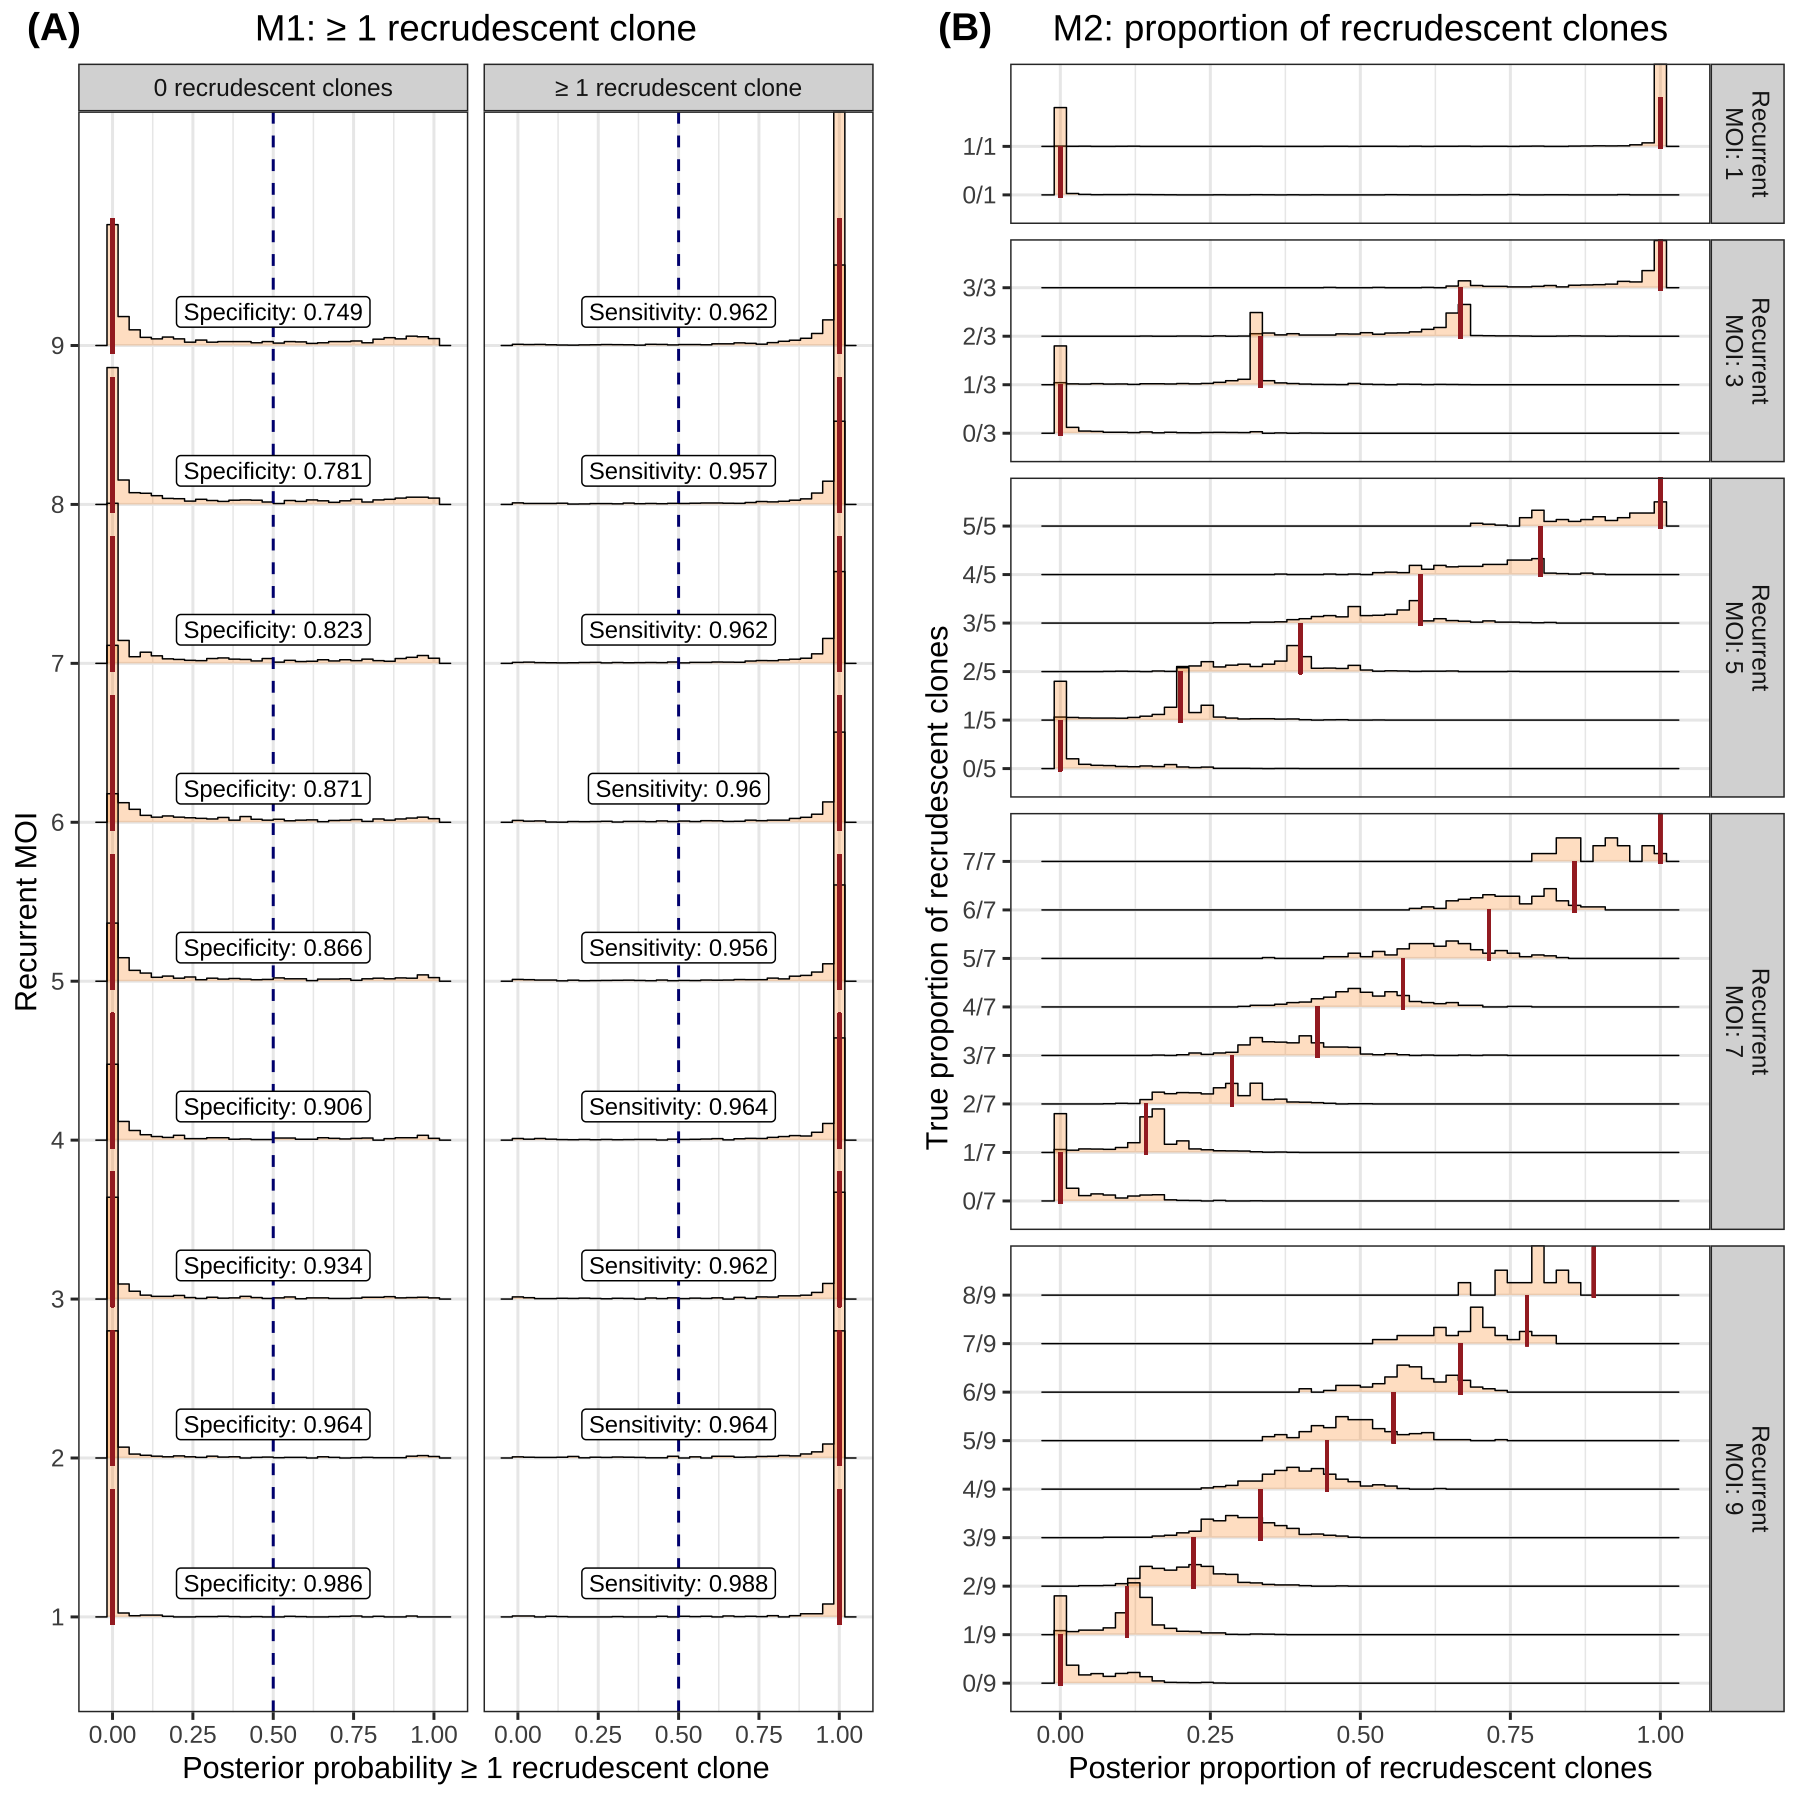 (A)
M1: ≥ 1 recrudescent clone
0 recrudescent clones
≥ 1 recrudescent clone
Recurrent MOI
9
Specificity: 0.749
Sensitivity: 0.962
8
Specificity: 0.781
Sensitivity: 0.957
7
Specificity: 0.823
Sensitivity: 0.962
6
Specificity: 0.871
Sensitivity: 0.96
5
Specificity: 0.866
Sensitivity: 0.956
4
Specificity: 0.906
Sensitivity: 0.964
3
Specificity: 0.934
Sensitivity: 0.962
2
Specificity: 0.964
Sensitivity: 0.964
1
Specificity: 0.986
Sensitivity: 0.988
0.00 0.25 0.50 0.75 1.00
0.00 0.25 0.50 0.75 1.00
Posterior probability ≥ 1 recrudescent clone
(B)
M2: proportion of recrudescent clones
True proportion of recrudescent clones
1/1
0/1
Recurrent
MOI: 1
3/3
2/3
1/3
0/3
Recurrent
MOI: 3
5/5
4/5
3/5
2/5
1/5
0/5
Recurrent
MOI: 5
7/7
6/7
5/7
4/7
3/7
2/7
1/7
0/7
Recurrent
MOI: 7
8/9
7/9
6/9
5/9
4/9
3/9
2/9
1/9
0/9
Recurrent
MOI: 9
0.00 0.25 0.50 0.75 1.00
Posterior proportion of recrudescent clones